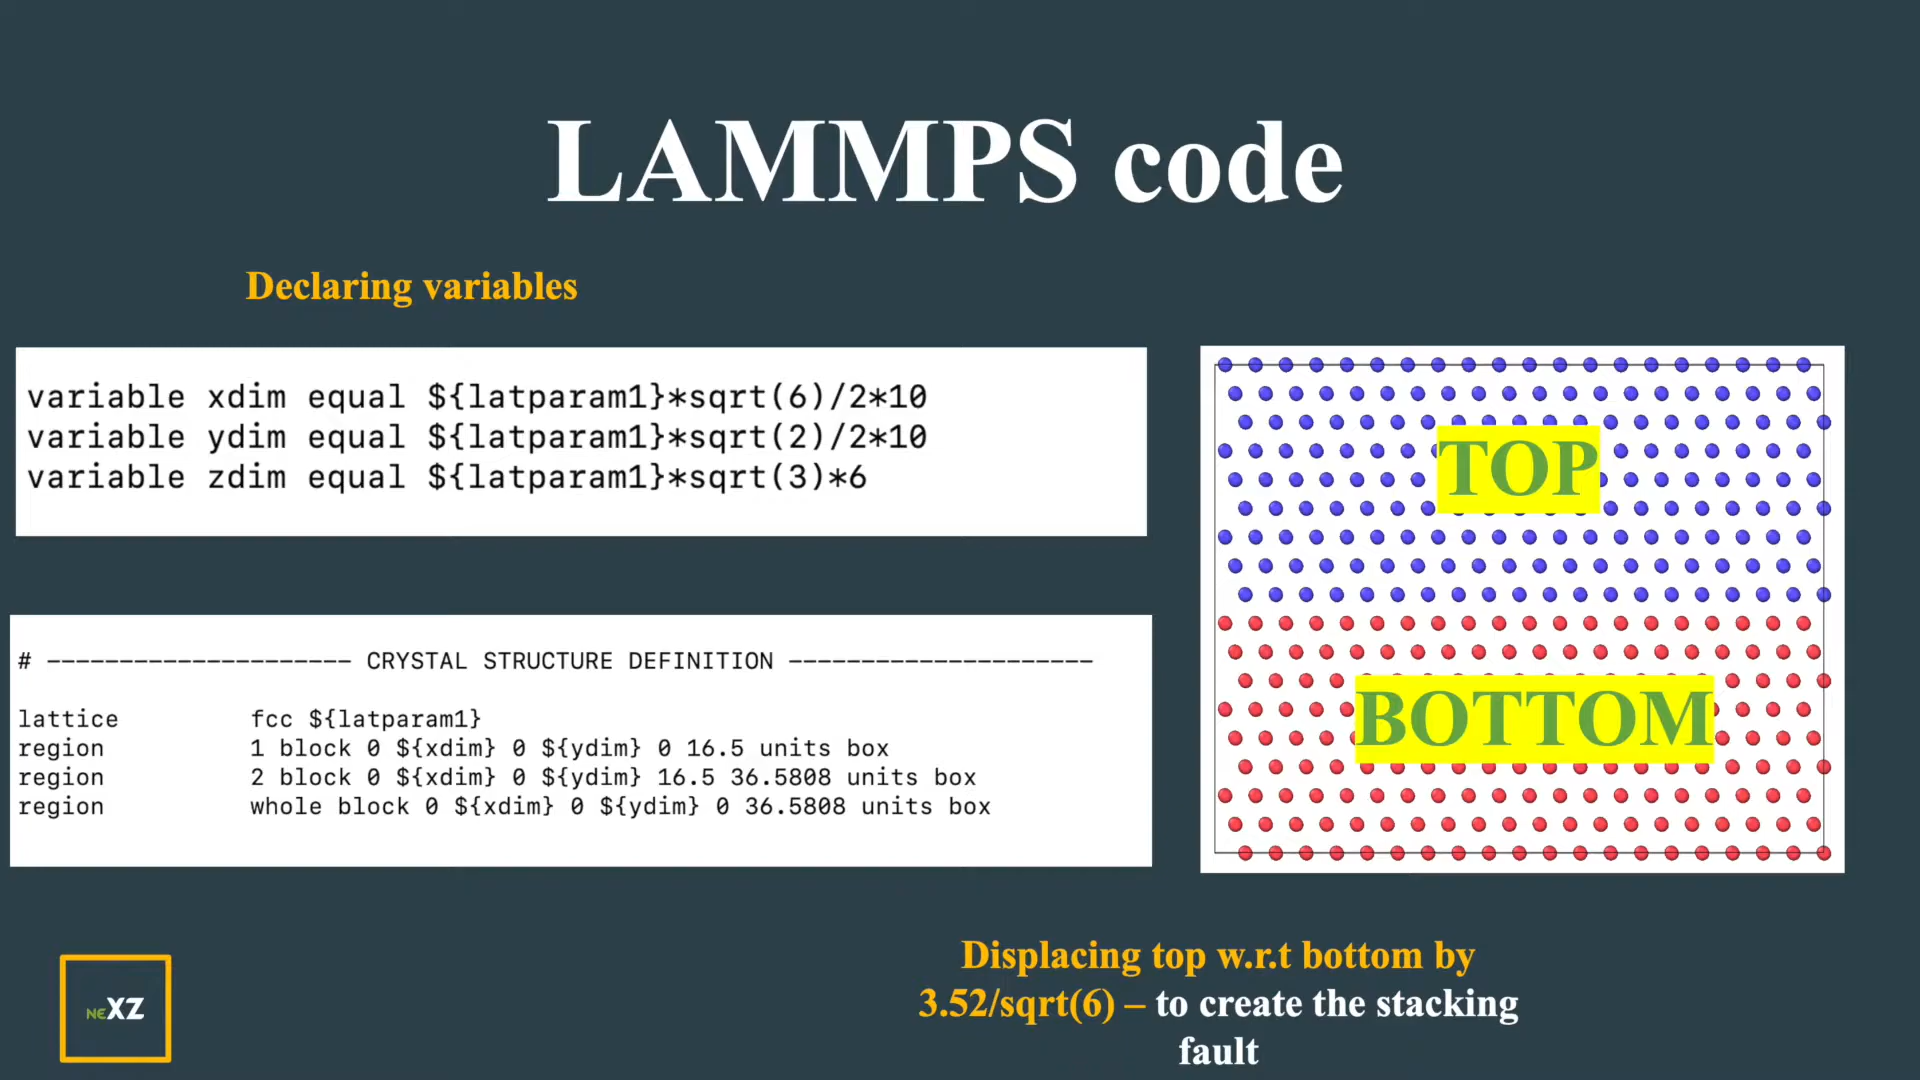 LAMMPS code
Declaring variables
variable xdim equal ${latparam1}*sqrt(6)/2*10
variable ydim equal ${latparam1}*sqrt(2)/2*10
variable zdim equal ${latparam1}*sqrt(3)*6
# --------------------- CRYSTAL STRUCTURE DEFINITION ---------------------
lattice fcc ${latparam1}
region 1 block 0 ${xdim} 0 ${ydim} 0 16.5 units box
region 2 block 0 ${xdim} 0 ${ydim} 16.5 36.5808 units box
region whole block 0 ${xdim} 0 ${ydim} 0 36.5808 units box
TOP
BOTTOM
Displacing top w.r.t bottom by
3.52/sqrt(6) – to create the stacking
fault
NEXZ